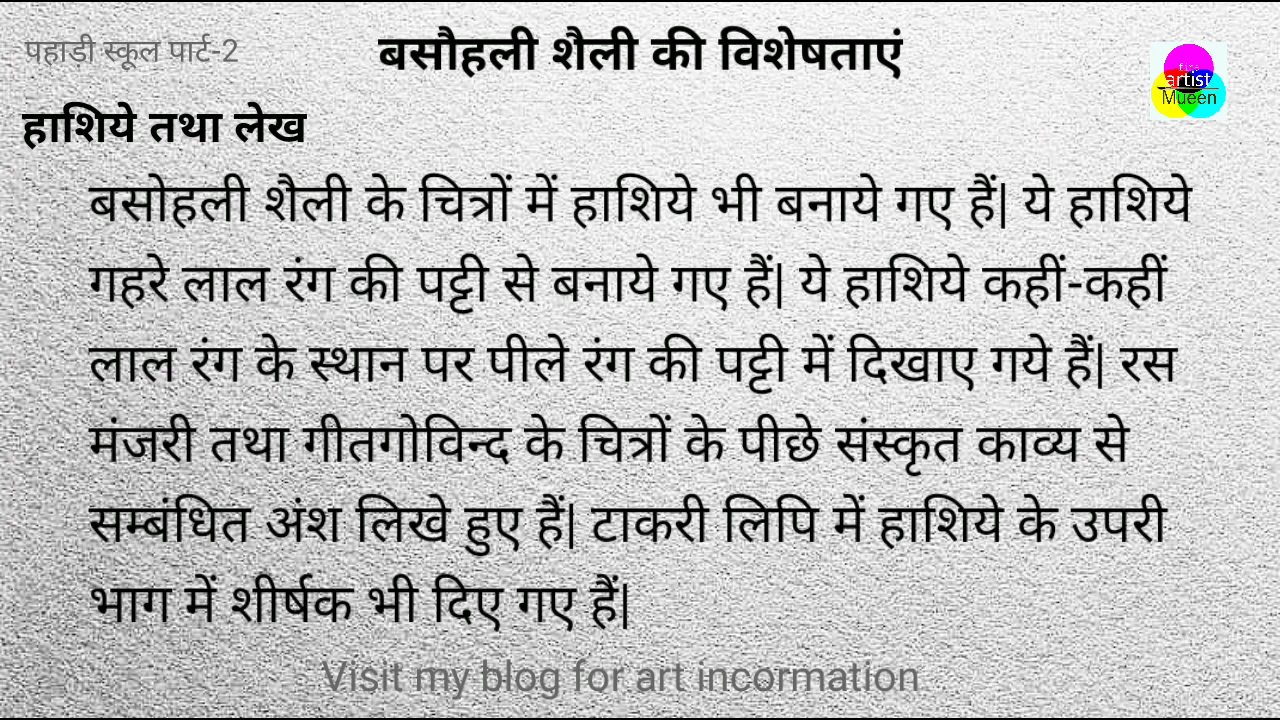 पहाड़ी स्कूल पार्ट-2
बसौहली शैली की विशेषताएं
fine
artist
Mueen
हाशिये तथा लेख
बसोहली शैली के चित्रों में हाशिये भी बनाये गए हैं| ये हाशिये
गहरे लाल रंग की पट्टी से बनाये गए हैं| ये हाशिये कहीं-कहीं
लाल रंग के स्थान पर पीले रंग की पट्टी में दिखाए गये हैं| रस
मंजरी तथा गीतगोविन्द के चित्रों के पीछे संस्कृत काव्य से
सम्बंधित अंश लिखे हुए हैं| टाकरी लिपि में हाशिये के उपरी
भाग में शीर्षक भी दिए गए हैं|
Visit my blog for art incormation